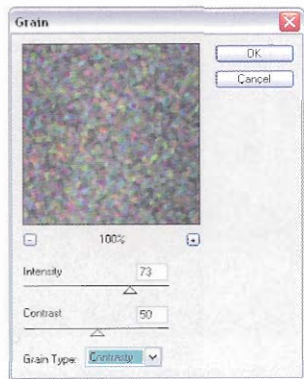 Grain
OK
Cancel
100%
Intensity 73
Contrast 50
Grain Type: Contrasty